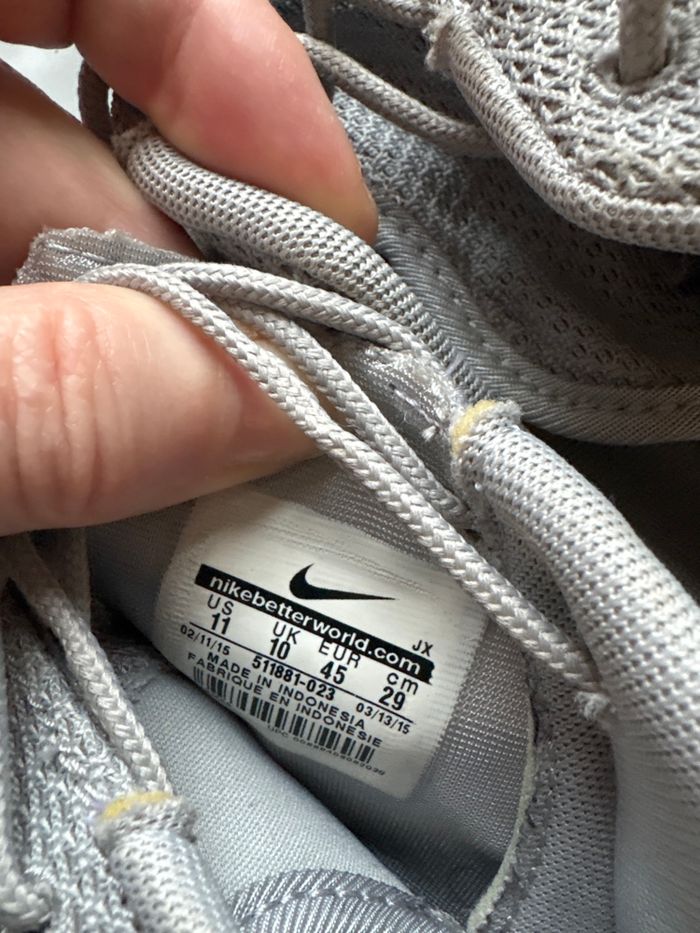 nikebetterworld.com
JX
US UK EUR cm
11 10 45 29
02/11/15 511881-023 03/13/15
MADE IN INDONESIA
FABRIQUE EN INDONESIE
UPC